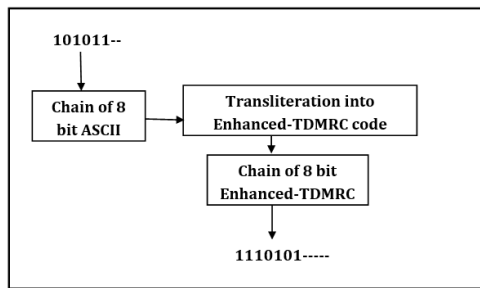 101011--
Chain of 8
bit ASCII
Transliteration into
Enhanced-TDMRC code
Chain of 8 bit
Enhanced-TDMRC
1110101-----